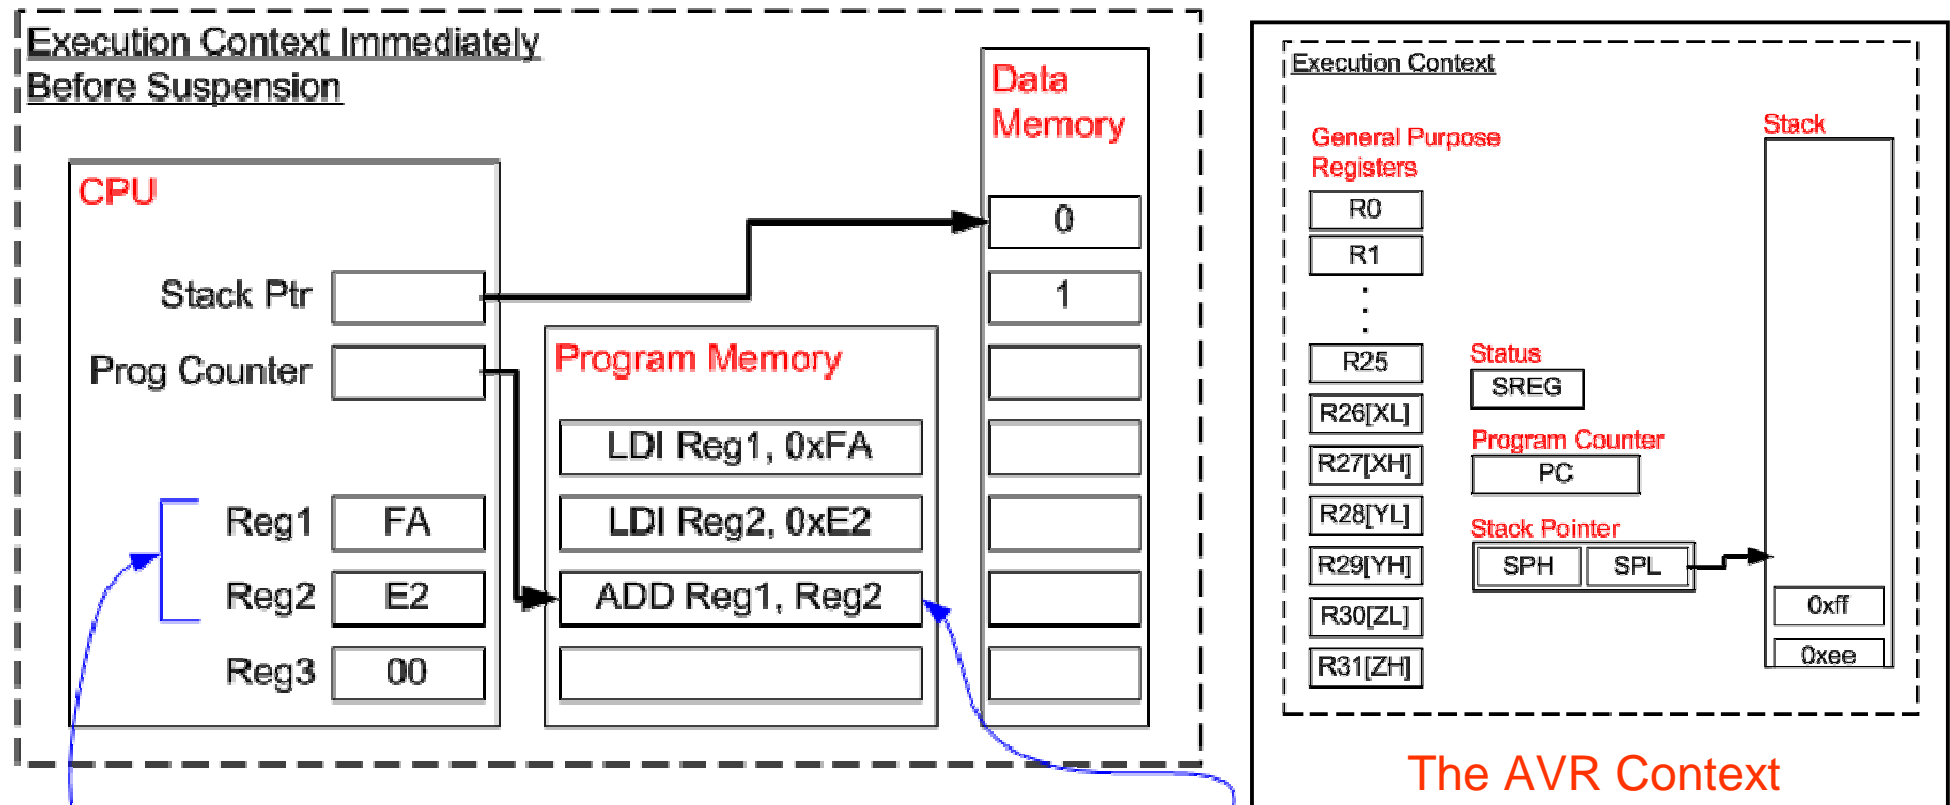 Execution Context Immediately
Before Suspension
CPU
Stack Ptr
Prog Counter
Reg1
FA
Reg2
E2
Reg3
00
Program Memory
LDI Reg1, 0xFA
LDI Reg2, 0xE2
ADD Reg1, Reg2
Data
Memory
0
1
Execution Context
General Purpose
Registers
R0
R1
R25
R26[XL]
R27[XH]
R28[YL]
R29[YH]
R30[ZL]
R31[ZH]
Status
SREG
Program Counter
PC
Stack Pointer
SPH
SPL
Stack
0xff
0xee
The AVR Context